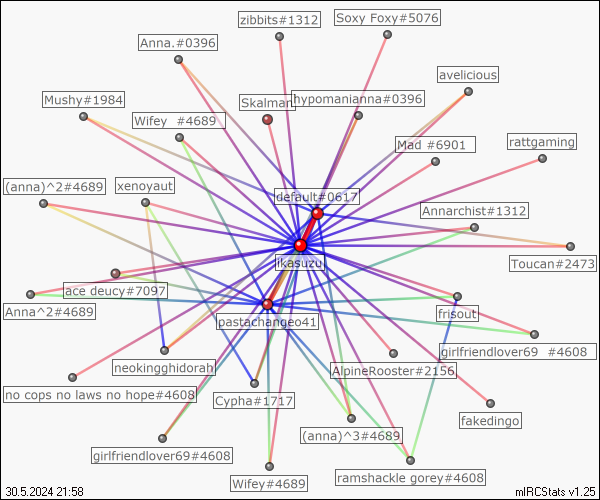 Soxy Foxy#5076
zibbits#1312
Anna.#0396
avelicious
Mushy#1984
Skalman
hypomanianna#0396
Wifey #4689
Mad #6901
rattgaming
(anna)^2#4689
xenoyaut
default#0617
Annarchist#1312
ikasuzu
Toucan#2473
ace deucy#7097
Anna^2#4689
pastachangeo41
frisout
girlfriendlover69 #4608
neokingghidorah
AlpineRooster#2156
no cops no laws no hope#4608
Cypha#1717
fakedingo
(anna)^3#4689
girlfriendlover69#4608
Wifey#4689
ramshackle gorey#4608
30.5.2024 21:58
mIRCStats v1.25